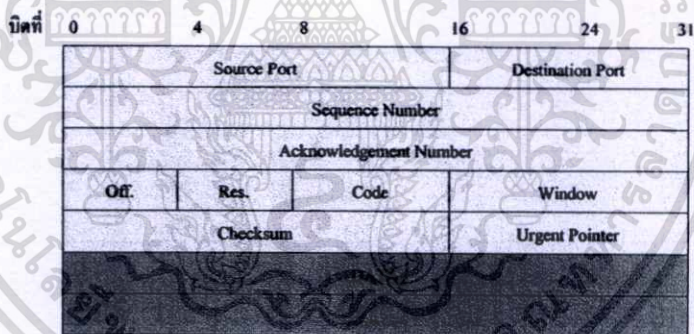 บิตที่ 0 4 8 16 24 31
Source Port Destination Port
Sequence Number
Acknowledgement Number
Off. Res. Code Window
Checksum Urgent Pointer